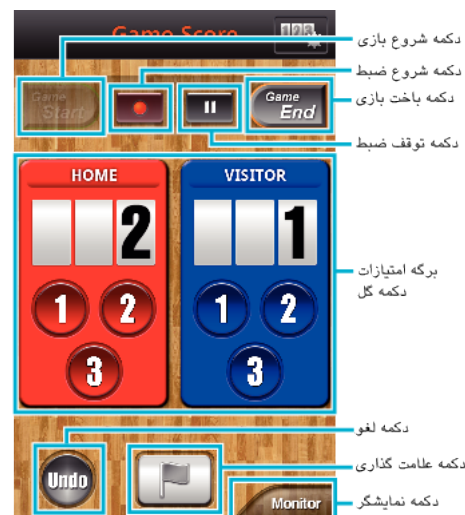 Game Score
123
دکمه شروع بازی
دکمه شروع ضبط
Game Start
Game End
دکمه باخت بازی
دکمه توقف ضبط
HOME
VISITOR
2
1
برگه امتیازات
دکمه گل
1 2
1 2
3
3
دکمه لغو
Undo
دکمه علامت گذاری
Monitor
دکمه نمایشگر